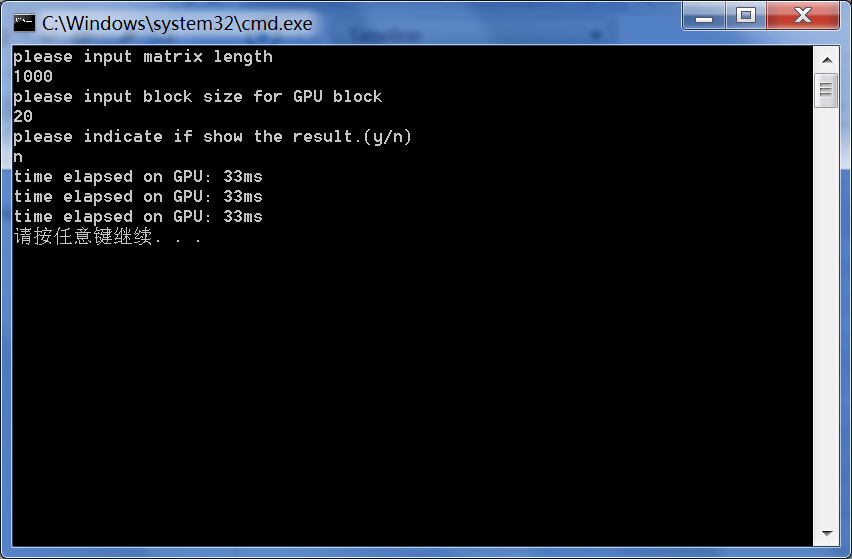 C:\Windows\system32\cmd.exe
please input matrix length
1000
please input block size for GPU block
20
please indicate if show the result.(y/n)
n
time elapsed on GPU: 33ms
time elapsed on GPU: 33ms
time elapsed on GPU: 33ms
请按任意键继续. . .